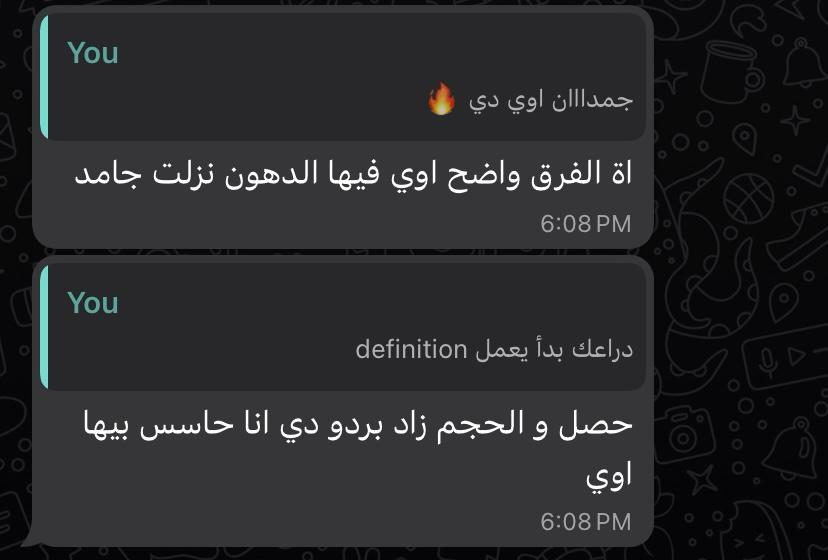 You
جمدااان اوي دي 🔥
اة الفرق واضح اوي فيها الدهون نزلت جامد
6:08 PM
You
دراعك بدأ يعمل definition
حصل و الحجم زاد بردو دي انا حاسس بيها
اوي
6:08 PM